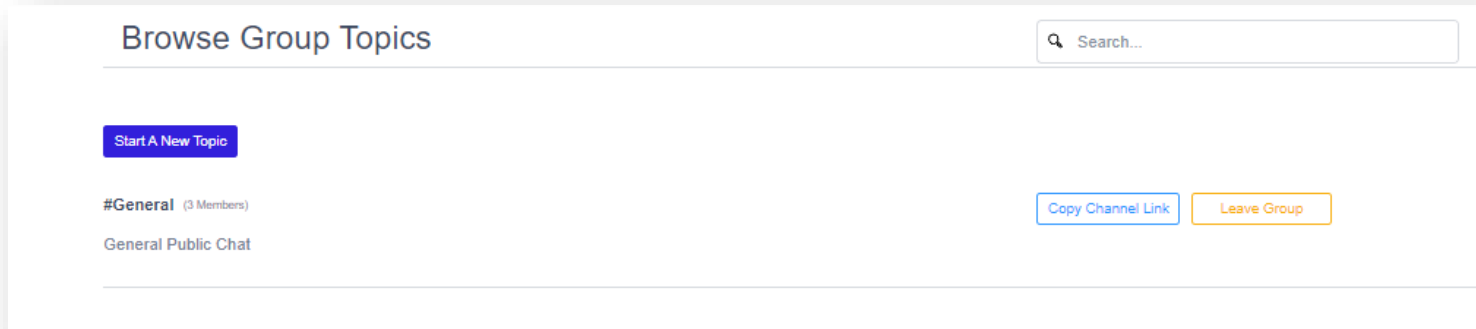 Browse Group Topics
Search...
Start A New Topic
#General (3 Members)
Copy Channel Link
Leave Group
General Public Chat